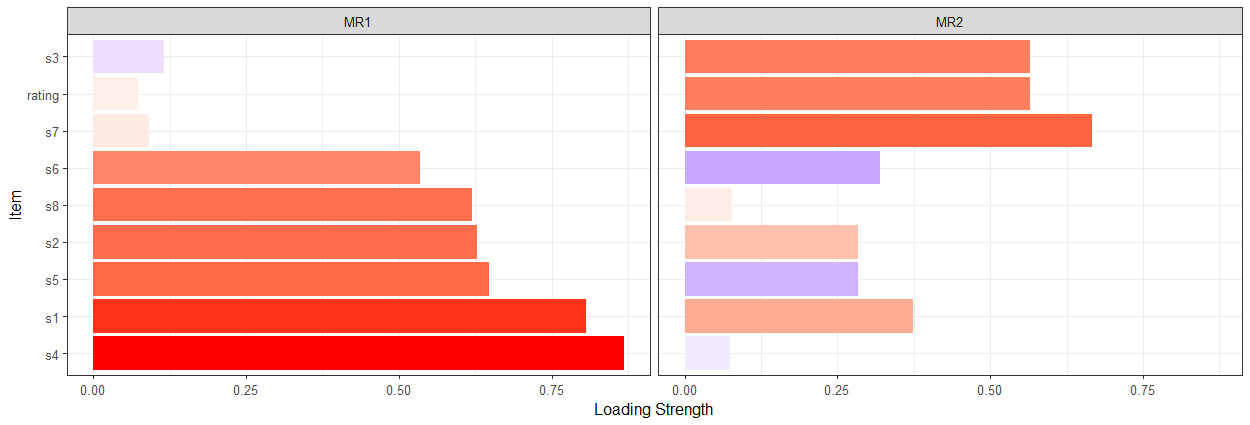 MR1
MR2
s3
rating
s7
s6
s8
s2
s5
s1
s4
Item
0.00
0.25
0.50
0.75
0.00
0.25
0.50
0.75
Loading Strength